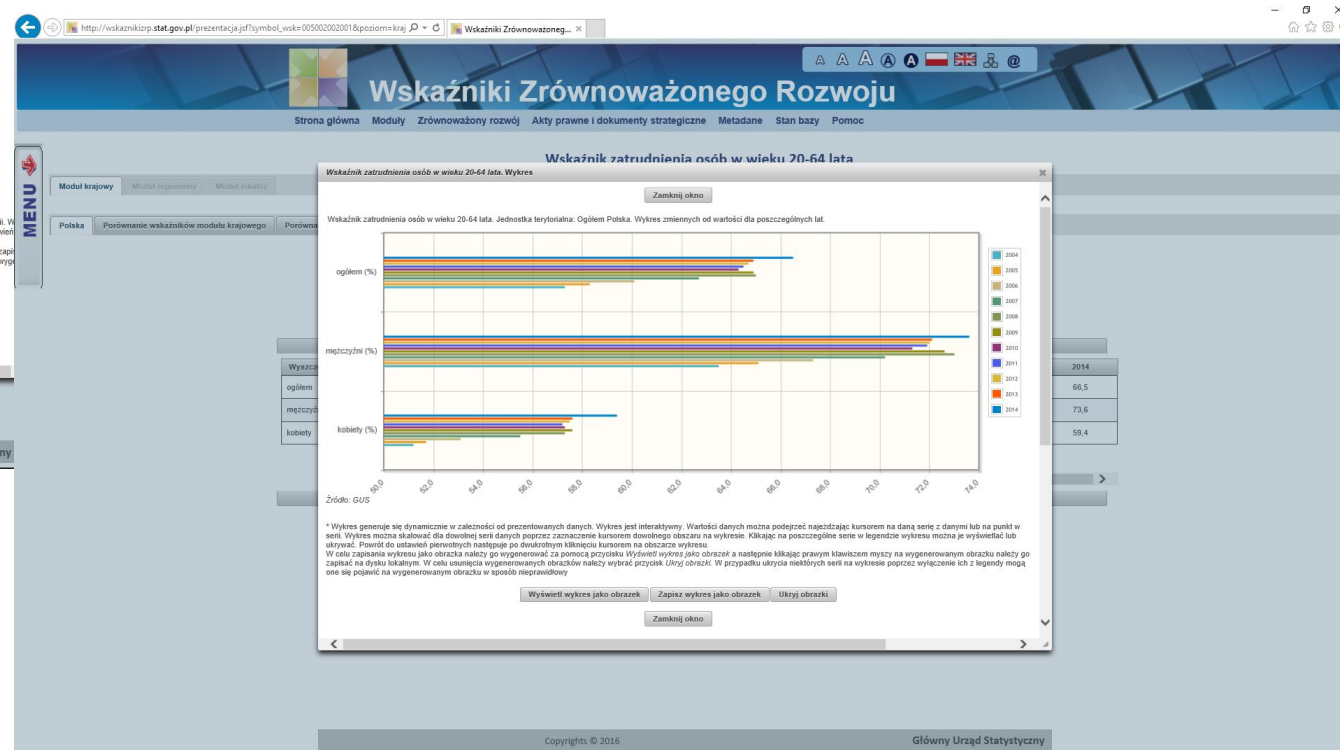 http://wskaznikizrp.stat.gov.pl/prezentacja.jsf?symbol_wsk=005002002001&poziom=kraj
Wskaźniki Zrównoważoneg...
A A A A A @
Wskaźniki Zrównoważonego Rozwoju
Strona główna Moduły Zrównoważony rozwój Akty prawne i dokumenty strategiczne Metadane Stan bazy Pomoc
MENU
Wskaźnik zatrudnienia osób w wieku 20-64 lata
Moduł krajowy Moduł regionalny Moduł lokalny
Polska Porównanie wskaźników modułu krajowego Porówna
Wskaźnik zatrudnienia osób w wieku 20-64 lata. Wykres
Zamknij okno
Wskaźnik zatrudnienia osób w wieku 20-64 lata. Jednostka terytorialna: Ogółem Polska. Wykres zmiennych od wartości dla poszczególnych lat.
ogółem (%)
mężczyźni (%)
kobiety (%)
50,0 52,0 54,0 56,0 58,0 60,0 62,0 64,0 66,0 68,0 70,0 72,0 74,0
2004
2005
2006
2007
2008
2009
2010
2011
2012
2013
2014
Źródło: GUS
* Wykres generuje się dynamicznie w zależności od prezentowanych danych. Wykres jest interaktywny. Wartości danych można podejrzeć najeżdżając kursorem na daną serię z danymi lub na punkt w
serii. Wykres można skalować dla dowolnej serii danych poprzez zaznaczenie kursorem dowolnego obszaru na wykresie. Klikając na poszczególne serie w legendzie wykresu można je wyświetlać lub
ukrywać. Powrót do ustawień pierwotnych następuje po dwukrotnym kliknięciu kursorem na obszarze wykresu.
W celu zapisania wykresu jako obrazka należy go wygenerować za pomocą przycisku Wyświetl wykres jako obrazek a następnie klikając prawym klawiszem myszy na wygenerowanym obrazku należy go
zapisać na dysku lokalnym. W celu usunięcia wygenerowanych obrazków należy wybrać przycisk Ukryj obrazki. W przypadku ukrycia niektórych serii na wykresie poprzez wyłączenie ich z legendy mogą
one się pojawić na wygenerowanym obrazku w sposób nieprawidłowy
Wyświetl wykres jako obrazek Zapisz wykres jako obrazek Ukryj obrazki
Zamknij okno
Wyszcze 2014
ogółem 66,5
mężczyź 73,6
kobiety 59,4
Copyrights © 2016 Główny Urząd Statystyczny